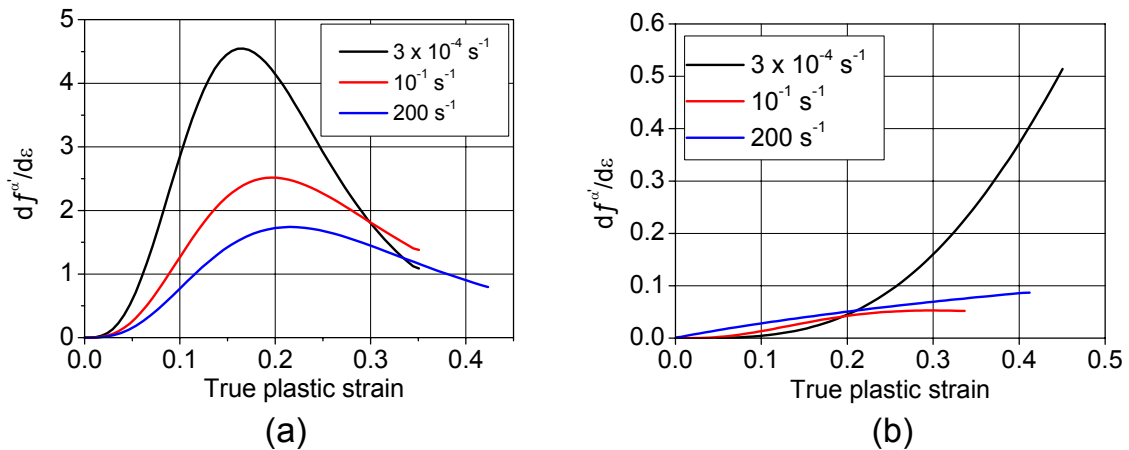 5
4
3
2
1
0
0.0 0.1 0.2 0.3 0.4
df^α'/dε
True plastic strain
3 x 10⁻⁴ s⁻¹
10⁻¹ s⁻¹
200 s⁻¹
(a)
0.6
0.5
0.4
0.3
0.2
0.1
0.0
0.0 0.1 0.2 0.3 0.4 0.5
df^α'/dε
True plastic strain
3 x 10⁻⁴ s⁻¹
10⁻¹ s⁻¹
200 s⁻¹
(b)